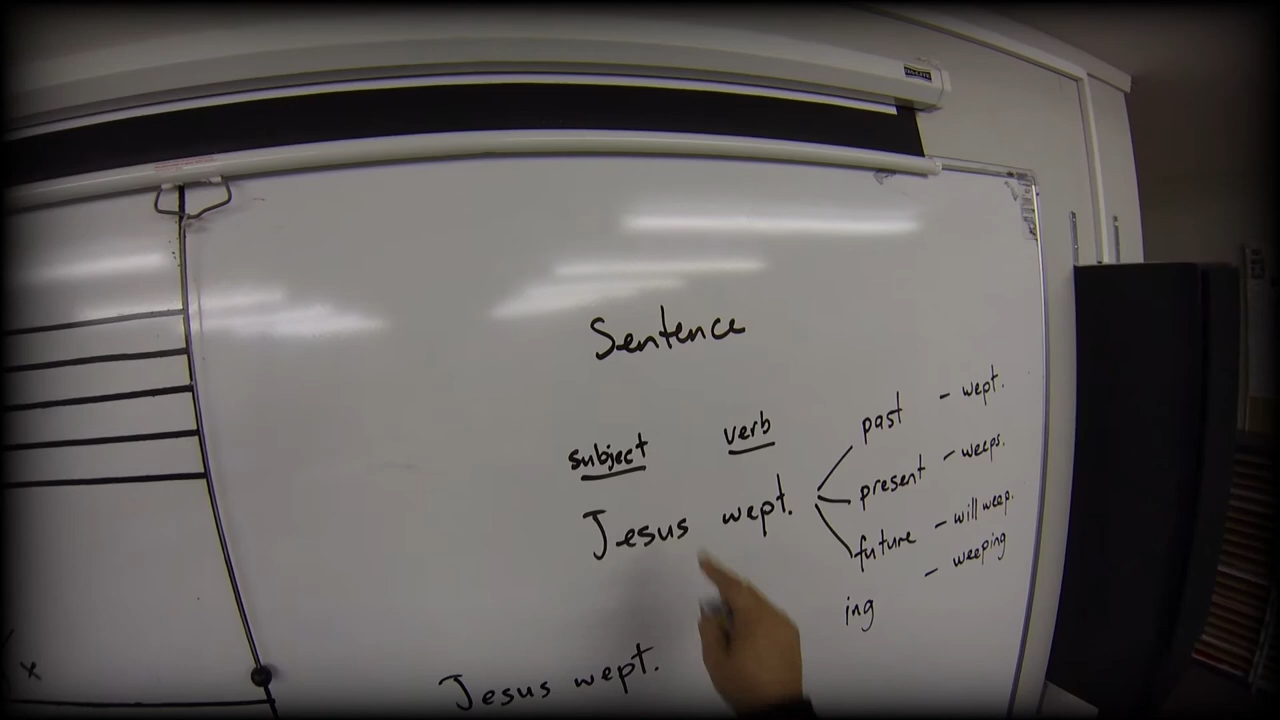 Sentence
subject verb
Jesus wept.
past - wept.
present - weeps.
future - will weep.
ing - weeping
Jesus wept.
x